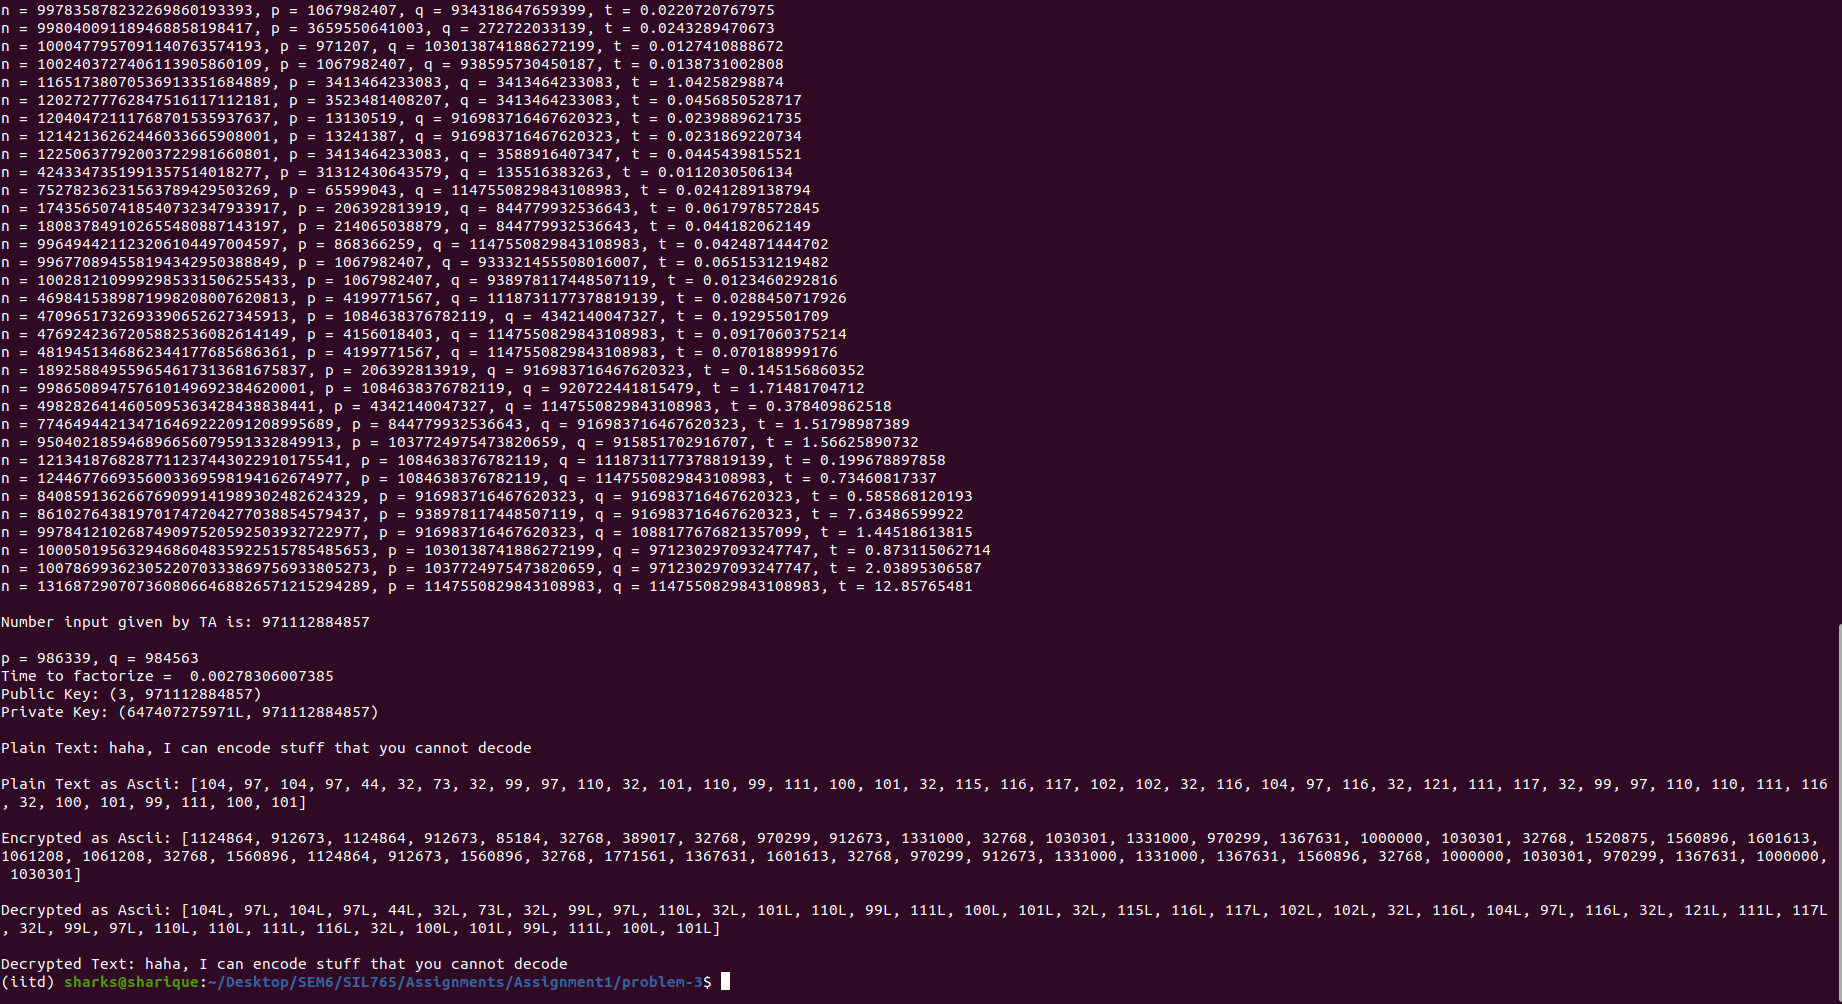 n = 997835878232269860193393, p = 1067982407, q = 934318647659399, t = 0.0220720767975
n = 998040091189468858198417, p = 3659550641003, q = 272722033139, t = 0.0243289470673
n = 1000477957091140763574193, p = 971207, q = 1030138741886272199, t = 0.0127410888672
n = 1002403727406113905860109, p = 1067982407, q = 938595730450187, t = 0.0138731002808
n = 11651738070536913351684889, p = 3413464233083, q = 3413464233083, t = 1.04258298874
n = 12027277762847516117112181, p = 3523481408207, q = 3413464233083, t = 0.0456850528717
n = 12040472111768701535937637, p = 13130519, q = 916983716467620323, t = 0.0239889621735
n = 12142136262446033665908001, p = 13241387, q = 916983716467620323, t = 0.0231869220734
n = 12250637792003722981660801, p = 3413464233083, q = 3588916407347, t = 0.0445439815521
n = 4243347351991357514018277, p = 31312430643579, q = 135516383263, t = 0.0112030506134
n = 75278236231563789429503269, p = 65599043, q = 1147550829843108983, t = 0.0241289138794
n = 174356507418540732347933917, p = 206392813919, q = 844779932536643, t = 0.0617978572845
n = 180837849102655480887143197, p = 214065038879, q = 844779932536643, t = 0.044182062149
n = 996494421123206104497004597, p = 868366259, q = 1147550829843108983, t = 0.0424871444702
n = 996770894558194342950388849, p = 1067982407, q = 933321455508016007, t = 0.0651531219482
n = 1002812109992985331506255433, p = 1067982407, q = 938978117448507119, t = 0.0123460292816
n = 4698415389871998208007620813, p = 4199771567, q = 1118731177378819139, t = 0.0288450717926
n = 4709651732693390652627345913, p = 1084638376782119, q = 4342140047327, t = 0.19295501709
n = 4769242367205882536082614149, p = 4156018403, q = 1147550829843108983, t = 0.0917060375214
n = 4819451346862344177685686361, p = 4199771567, q = 1147550829843108983, t = 0.070188999176
n = 189258849559654617313681675837, p = 206392813919, q = 916983716467620323, t = 0.145156860352
n = 998650894757610149692384620001, p = 1084638376782119, q = 920722441815479, t = 1.71481704712
n = 4982826414605095363428438838441, p = 4342140047327, q = 1147550829843108983, t = 0.378409862518
n = 774649442134716469222091208995689, p = 844779932536643, q = 916983716467620323, t = 1.51798987389
n = 950402185946896656079591332849913, p = 1037724975473820659, q = 915851702916707, t = 1.56625890732
n = 1213418768287711237443022910175541, p = 1084638376782119, q = 1118731177378819139, t = 0.199678897858
n = 1244677669356003369598194162674977, p = 1084638376782119, q = 1147550829843108983, t = 0.73460817337
n = 840859136266769099141989302482624329, p = 916983716467620323, q = 916983716467620323, t = 0.585868120193
n = 861027643819701747204277038854579437, p = 938978117448507119, q = 916983716467620323, t = 7.63486599922
n = 997841210268749097520592503932722977, p = 916983716467620323, q = 1088177676821357099, t = 1.44518613815
n = 1000501956329468604835922515785485653, p = 1030138741886272199, q = 971230297093247747, t = 0.873115062714
n = 1007869936230522070333869756933805273, p = 1037724975473820659, q = 971230297093247747, t = 2.03895306587
n = 1316872907073608066468826571215294289, p = 1147550829843108983, q = 1147550829843108983, t = 12.85765481
Number input given by TA is: 971112884857
p = 986339, q = 984563
Time to factorize =  0.00278306007385
Public Key: (3, 971112884857)
Private Key: (647407275971L, 971112884857)
Plain Text: haha, I can encode stuff that you cannot decode
Plain Text as Ascii: [104, 97, 104, 97, 44, 32, 73, 32, 99, 97, 110, 32, 101, 110, 99, 111, 100, 101, 32, 115, 116, 117, 102, 102, 32, 116, 104, 97, 116, 32, 121, 111, 117, 32, 99, 97, 110, 110, 111, 116
, 32, 100, 101, 99, 111, 100, 101]
Encrypted as Ascii: [1124864, 912673, 1124864, 912673, 85184, 32768, 389017, 32768, 970299, 912673, 1331000, 32768, 1030301, 1331000, 970299, 1367631, 1000000, 1030301, 32768, 1520875, 1560896, 1601613,
1061208, 1061208, 32768, 1560896, 1124864, 912673, 1560896, 32768, 1771561, 1367631, 1601613, 32768, 970299, 912673, 1331000, 1331000, 1367631, 1560896, 32768, 1000000, 1030301, 970299, 1367631, 1000000,
1030301]
Decrypted as Ascii: [104L, 97L, 104L, 97L, 44L, 32L, 73L, 32L, 99L, 97L, 110L, 32L, 101L, 110L, 99L, 111L, 100L, 101L, 32L, 115L, 116L, 117L, 102L, 102L, 32L, 116L, 104L, 97L, 116L, 32L, 121L, 111L, 117L
, 32L, 99L, 97L, 110L, 110L, 111L, 116L, 32L, 100L, 101L, 99L, 111L, 100L, 101L]
Decrypted Text: haha, I can encode stuff that you cannot decode
(iitd) sharks@sharique:~/Desktop/SEM6/SIL765/Assignments/Assignment1/problem-3$